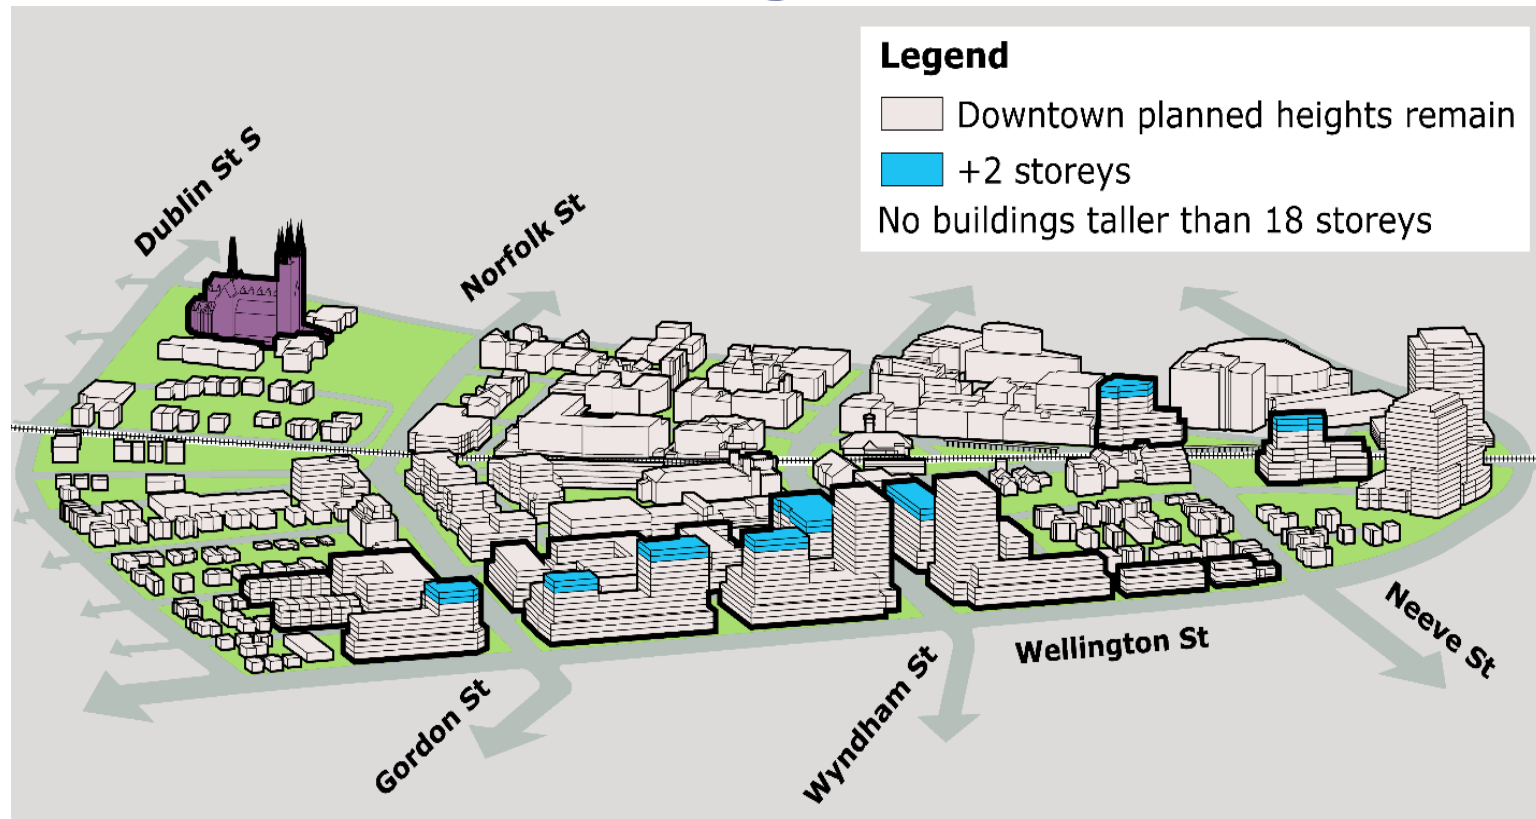 Legend
Downtown planned heights remain
+2 storeys
No buildings taller than 18 storeys
Dublin St S
Norfolk St
Gordon St
Wyndham St
Wellington St
Neeve St